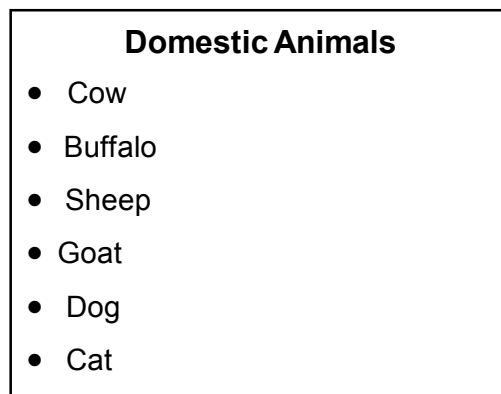 Domestic Animals
• Cow
• Buffalo
• Sheep
• Goat
• Dog
• Cat